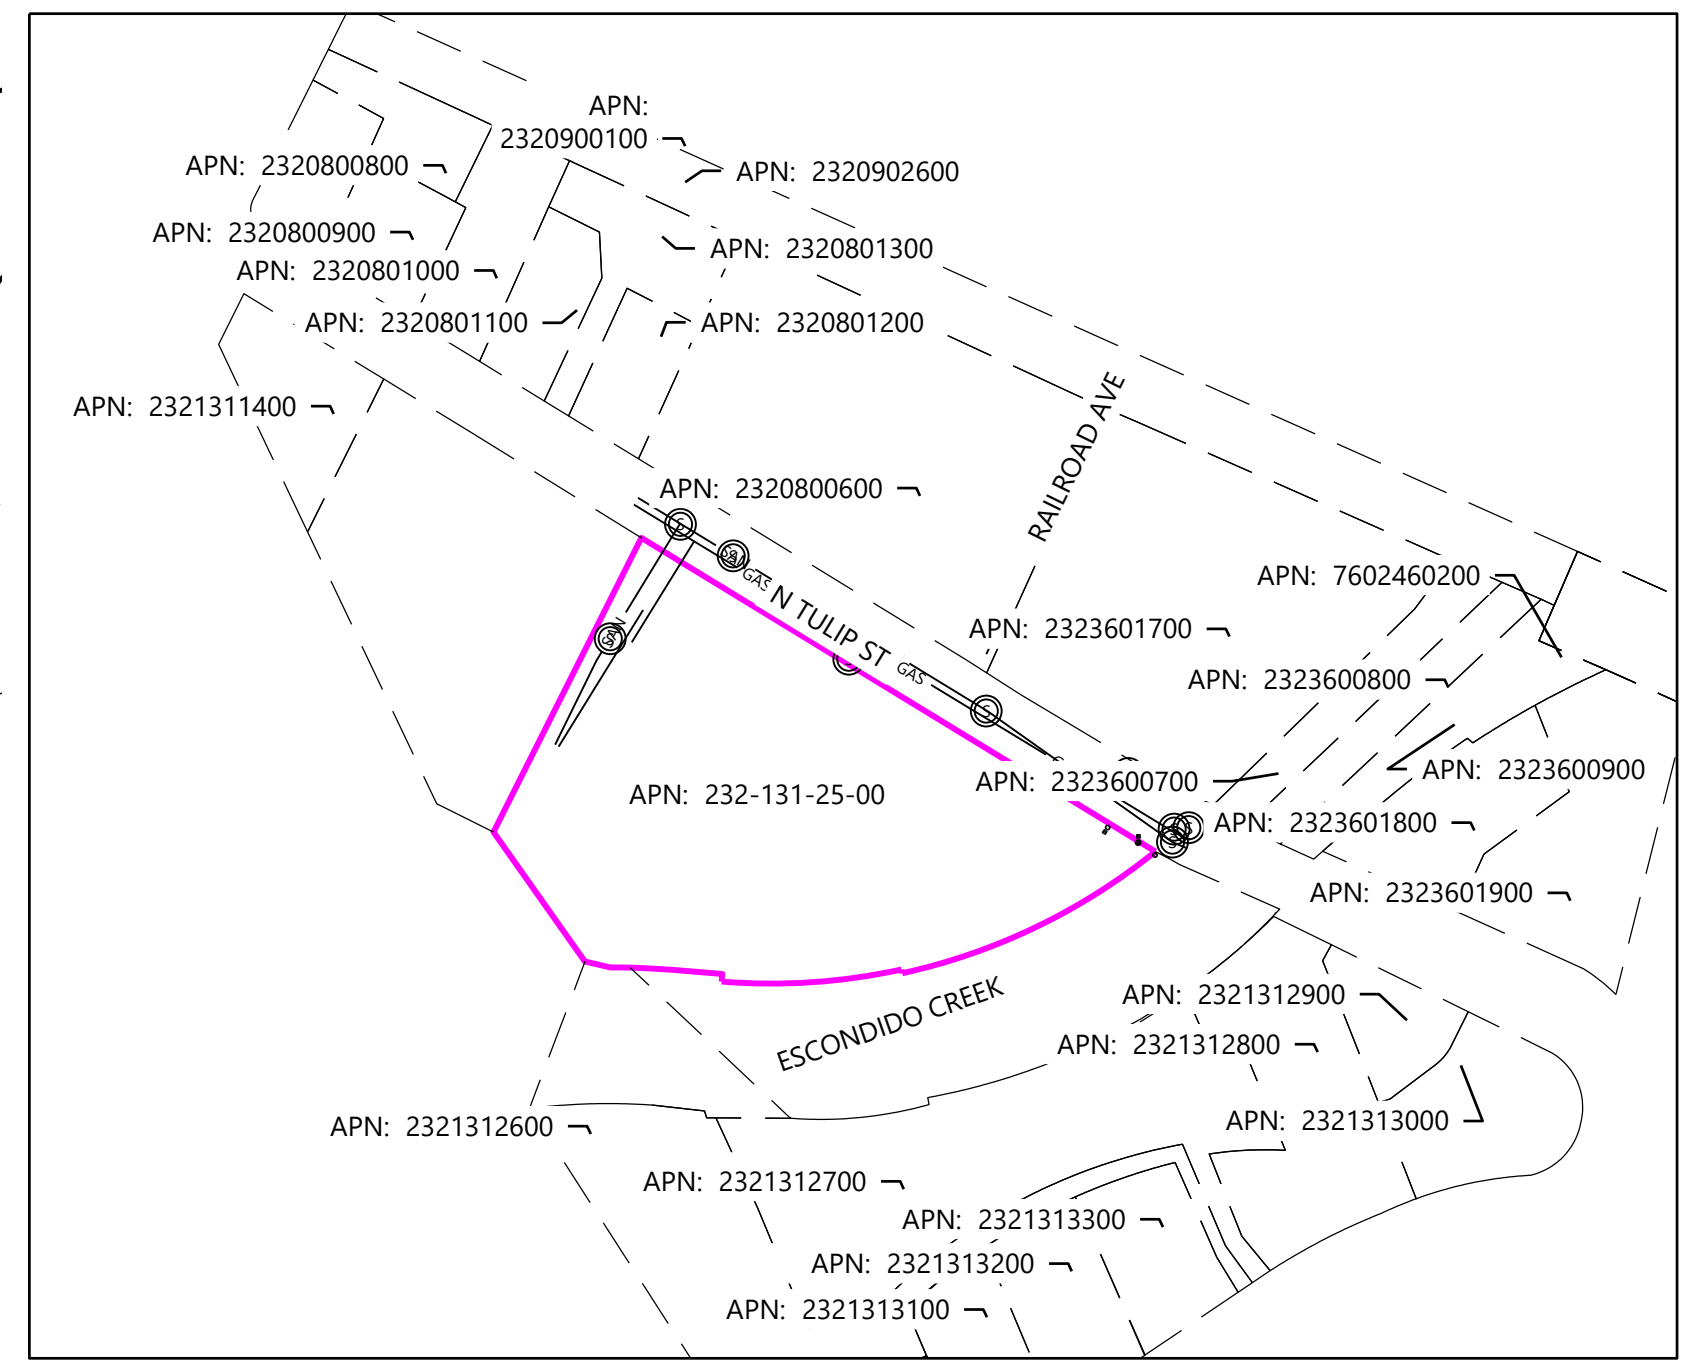 APN:
2320900100
APN: 2320800800
APN: 2320902600
APN: 2320800900
APN: 2320801300
APN: 2320801000
APN: 2320801100
APN: 2320801200
APN: 2321311400
RAILROAD AVE
APN: 2320800600
SAN
GAS
N TULIP ST
GAS
SAN
S
S
S
S
APN: 7602460200
APN: 2323601700
APN: 2323600800
APN: 2323600700
APN: 2323600900
APN: 232-131-25-00
APN: 2323601800
APN: 2323601900
ESCONDIDO CREEK
APN: 2321312900
APN: 2321312800
APN: 2321313000
APN: 2321312600
APN: 2321312700
APN: 2321313300
APN: 2321313200
APN: 2321313100